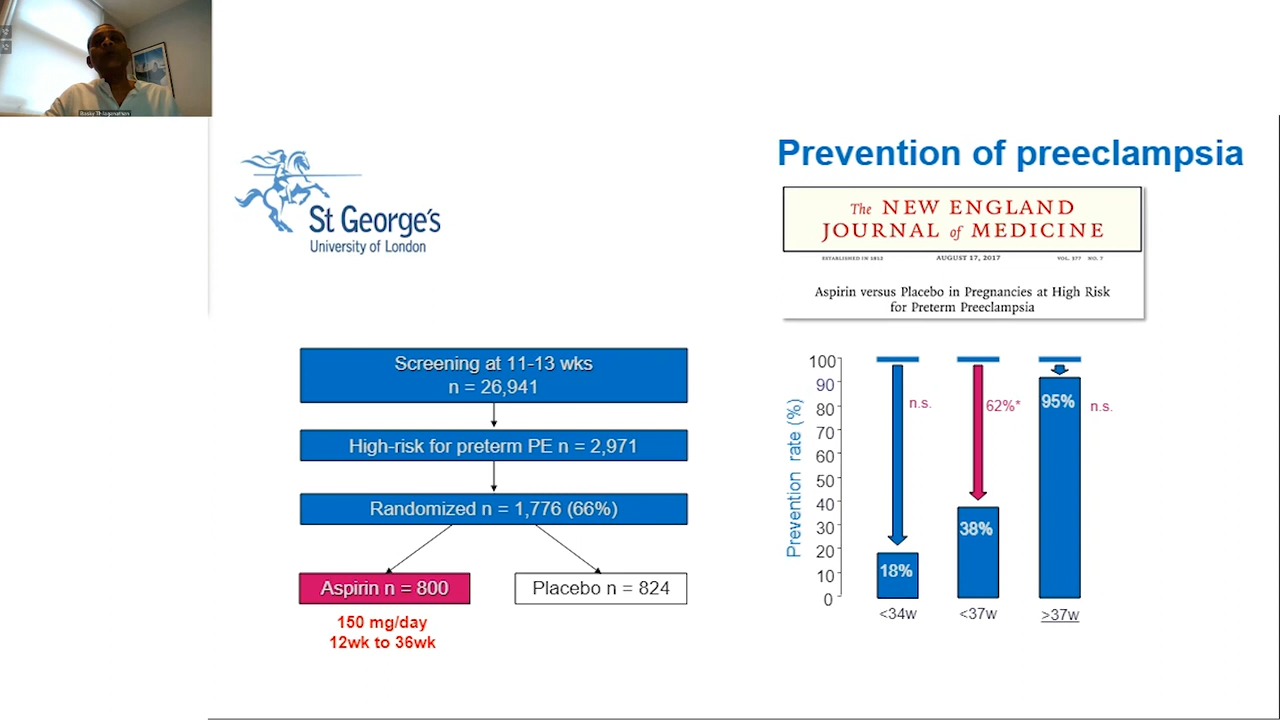 St George's
University of London
Prevention of preeclampsia
The NEW ENGLAND
JOURNAL of MEDICINE
ESTABLISHED IN 1812 AUGUST 17, 2017 VOL. 377 NO. 7
Aspirin versus Placebo in Pregnancies at High Risk
for Preterm Preeclampsia
Screening at 11-13 wks
n = 26,941
High-risk for preterm PE n = 2,971
Randomized n = 1,776 (66%)
Aspirin n = 800
Placebo n = 824
150 mg/day
12wk to 36wk
Prevention rate (%)
100
90
80
70
60
50
40
30
20
10
0
n.s.
62%*
95%
n.s.
38%
18%
<34w
<37w
>37w